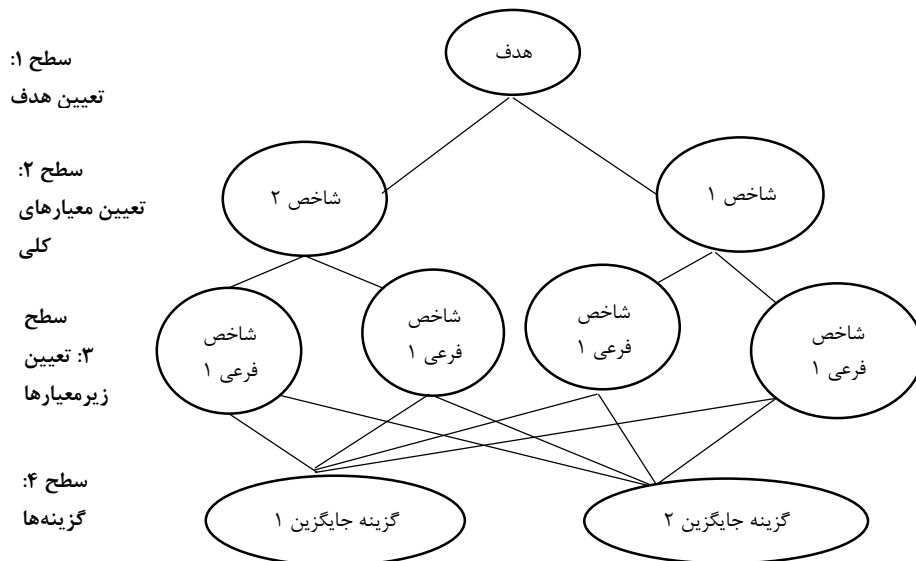 هدف
سطح ۱:
تعیین هدف
سطح ۲:
تعیین معیارهای
کلی
شاخص ۱
شاخص ۲
سطح
۳: تعیین
زیرمعیارها
شاخص
فرعی ۱
شاخص
فرعی ۱
شاخص
فرعی ۱
شاخص
فرعی ۱
سطح ۴:
گزینه‌ها
گزینه جایگزین ۲
گزینه جایگزین ۱